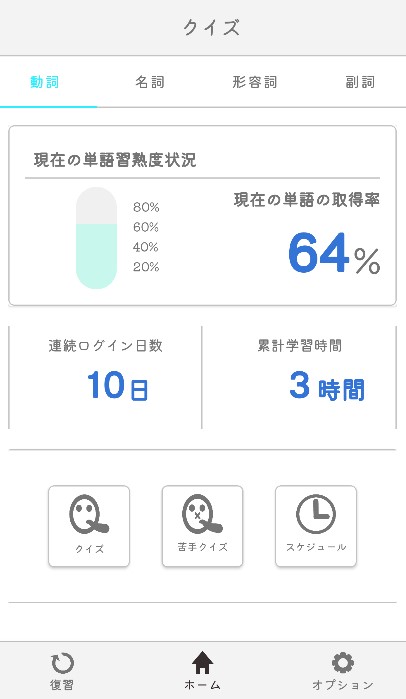 クイズ
動詞 名詞 形容詞 副詞
現在の単語習熟度状況
現在の単語の取得率
80%
60%
40%
20%
64%
連続ログイン日数 累計学習時間
10日 3時間
クイズ 苦手クイズ スケジュール
復習 ホーム オプション